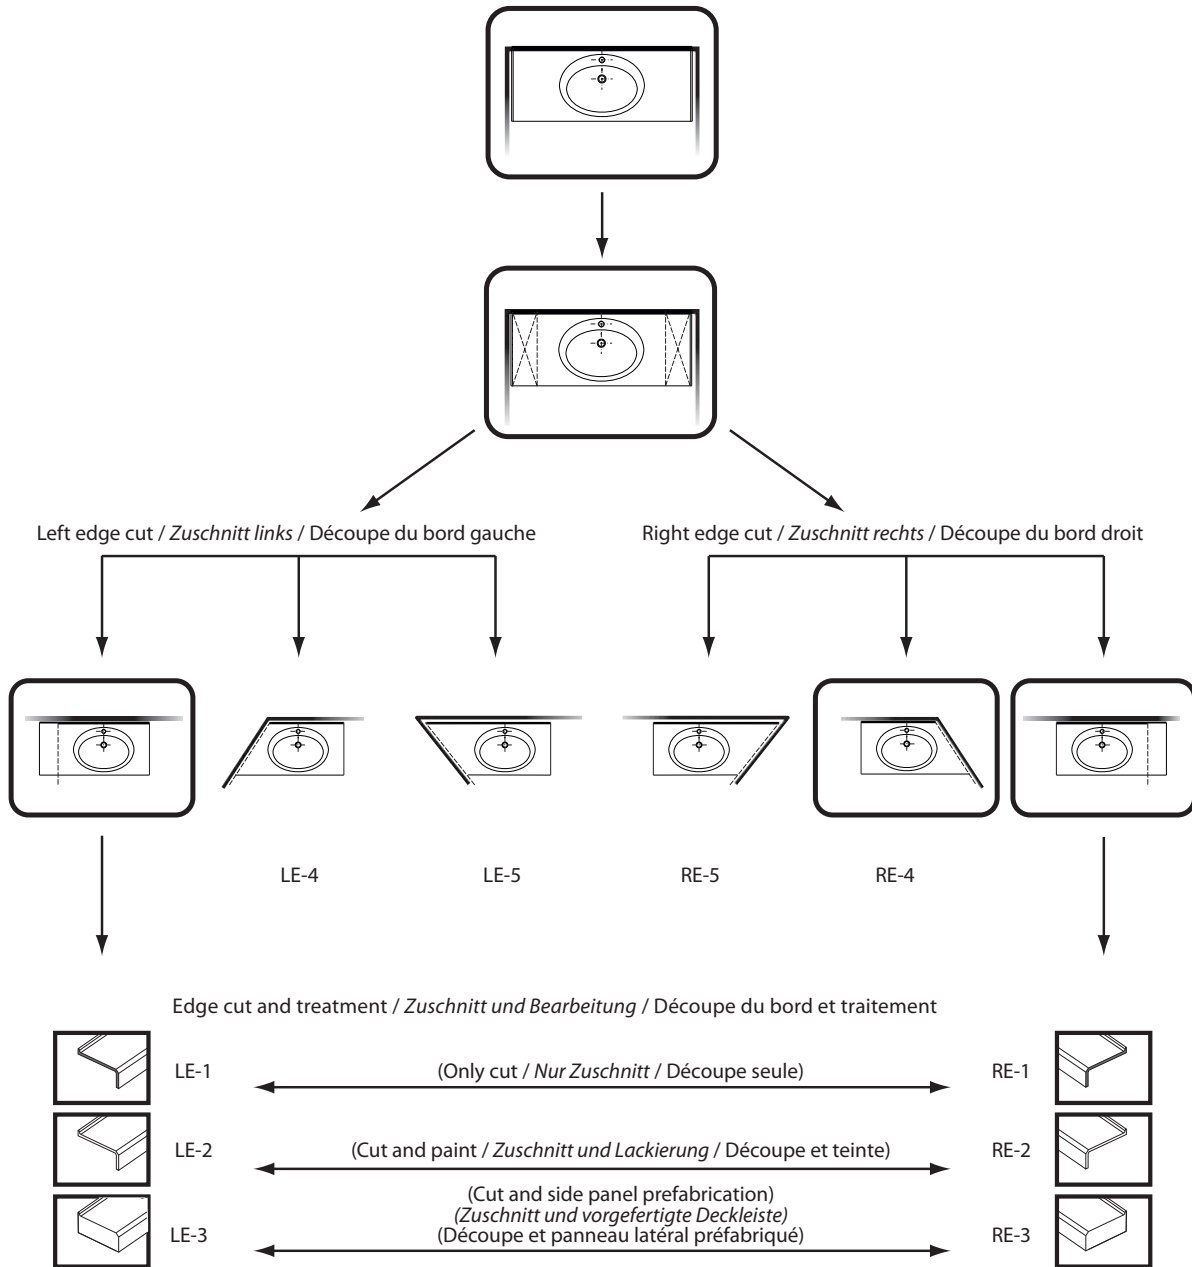 Left edge cut / Zuschnitt links / Découpe du bord gauche
Right edge cut / Zuschnitt rechts / Découpe du bord droit
LE-4
LE-5
RE-5
RE-4
Edge cut and treatment / Zuschnitt und Bearbeitung / Découpe du bord et traitement
LE-1
(Only cut / Nur Zuschnitt / Découpe seule)
RE-1
LE-2
(Cut and paint / Zuschnitt und Lackierung / Découpe et teinte)
RE-2
(Cut and side panel prefabrication)
(Zuschnitt und vorgefertigte Deckleiste)
LE-3
(Découpe et panneau latéral préfabriqué)
RE-3